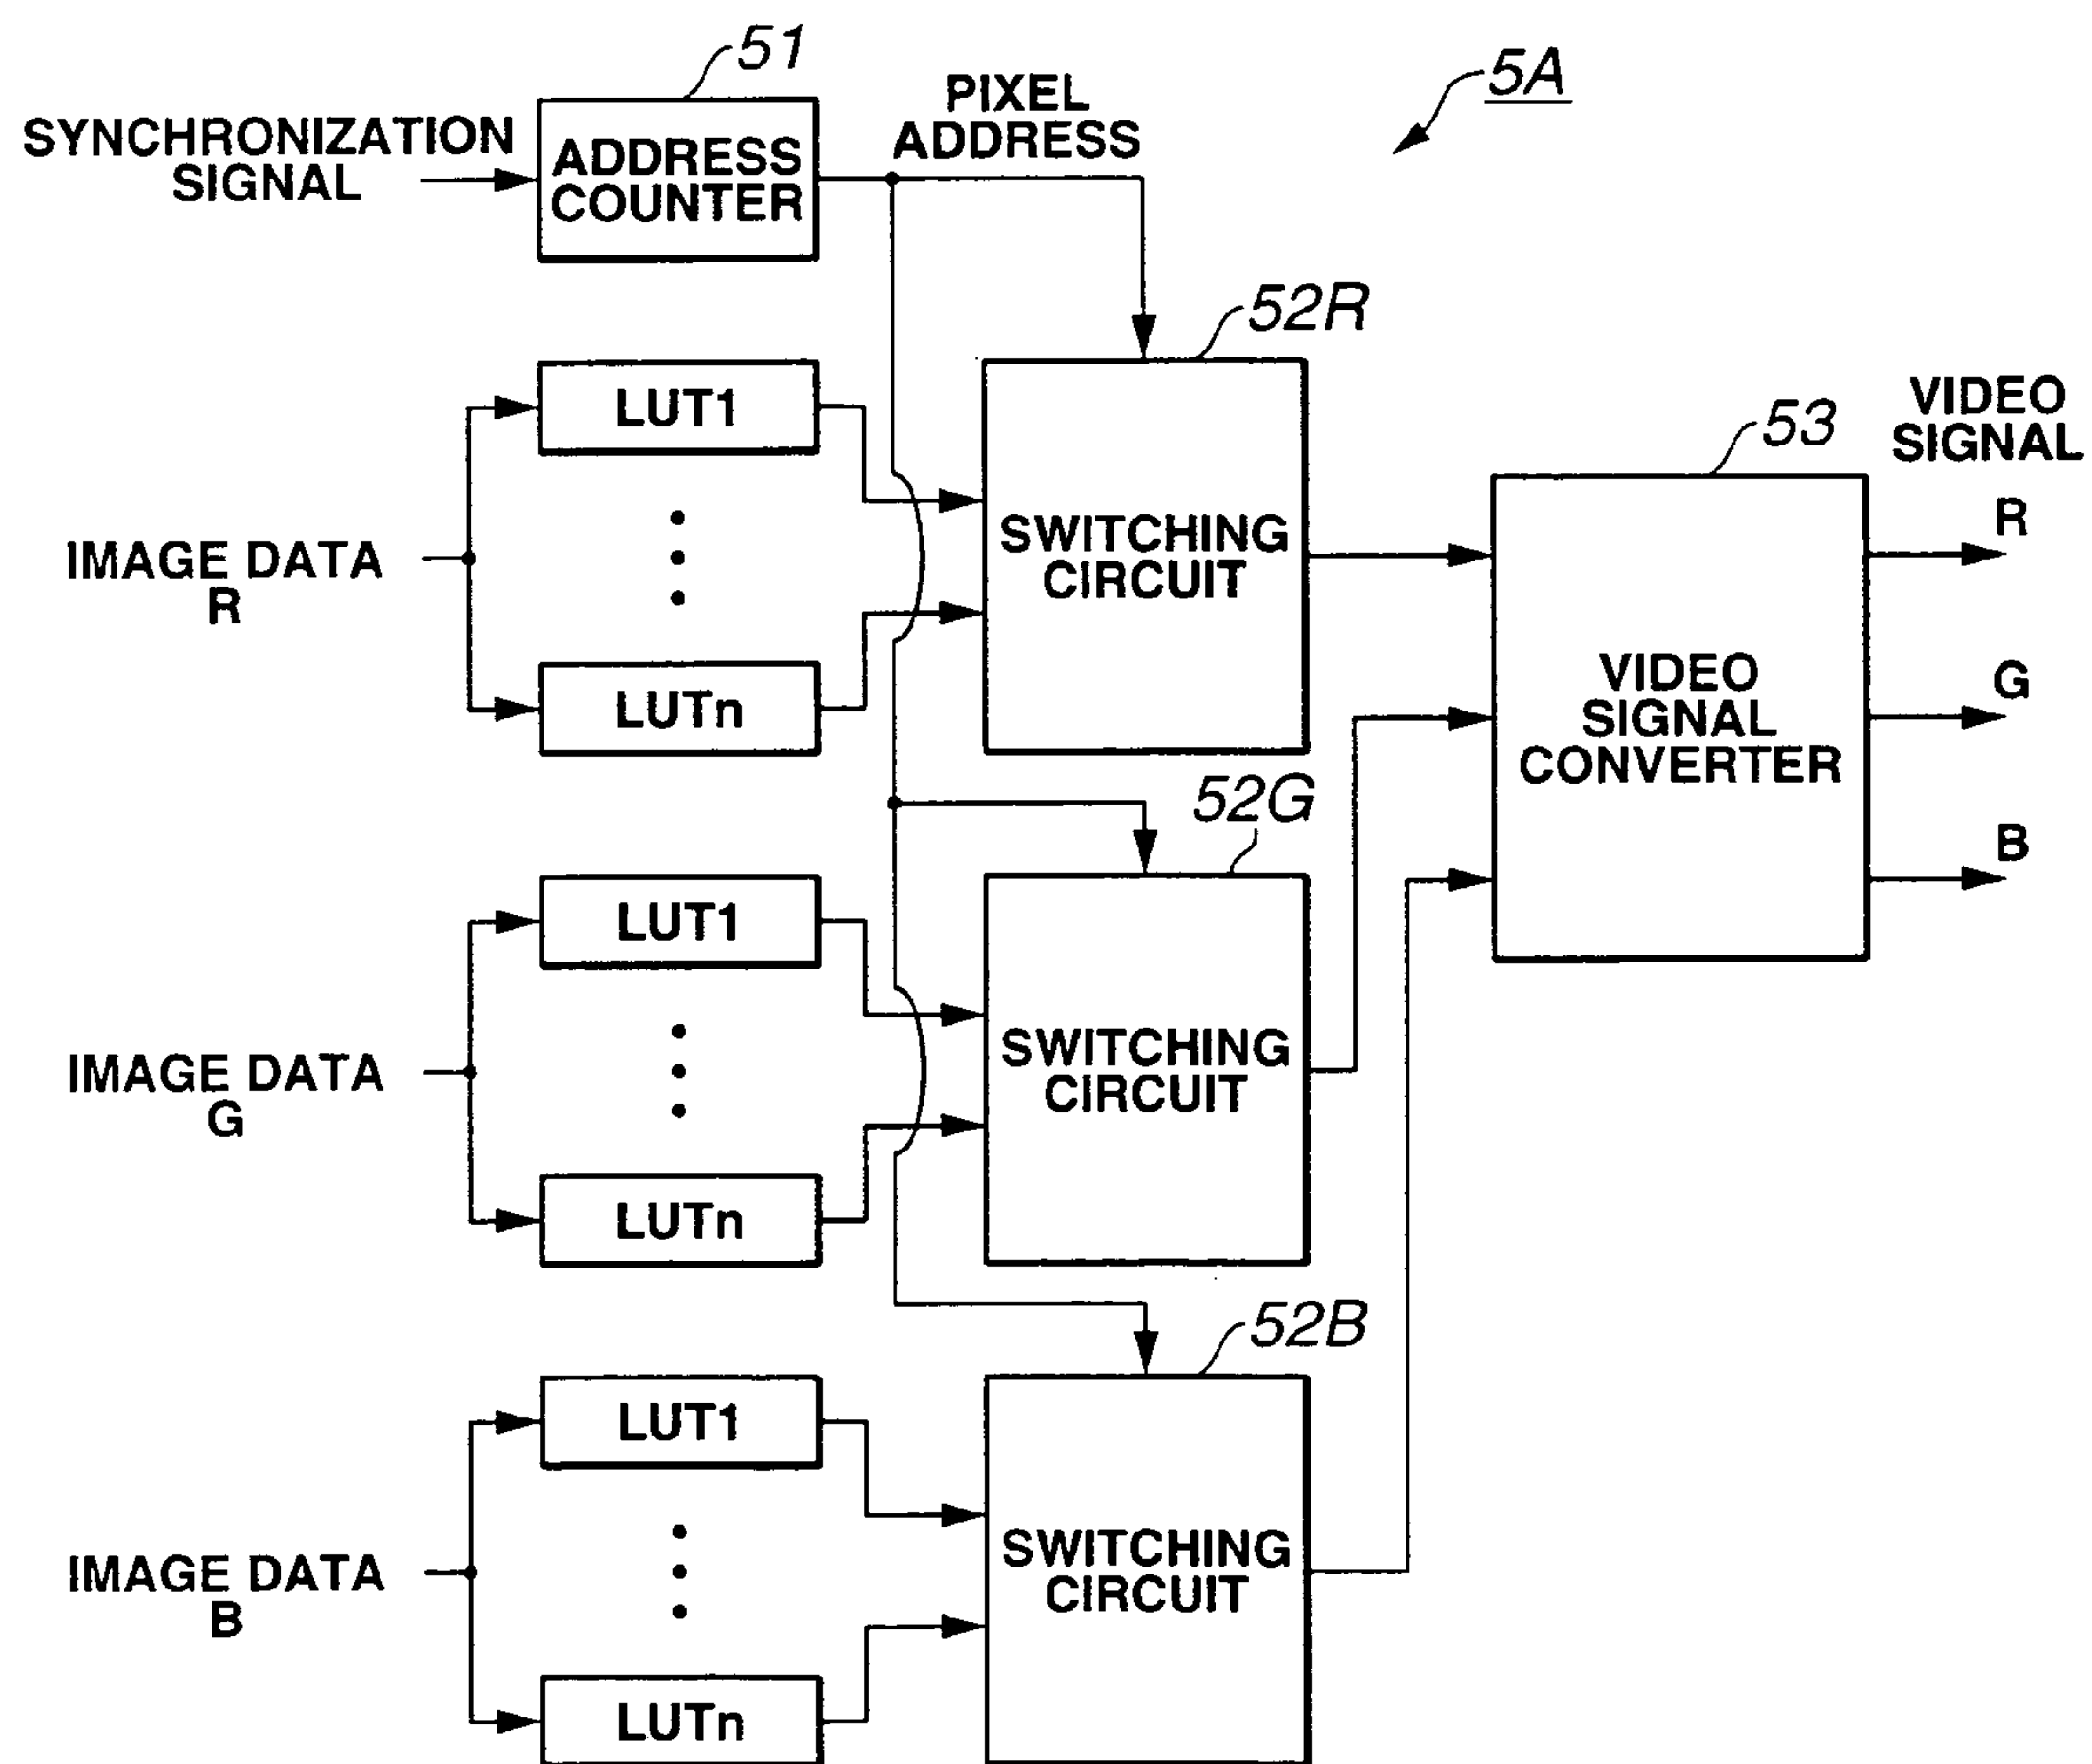 51
5A
PIXEL
ADDRESS
SYNCHRONIZATION
SIGNAL
ADDRESS
COUNTER
52R
LUT1
53
VIDEO
SIGNAL
IMAGE DATA
R
SWITCHING
CIRCUIT
R
LUTn
VIDEO
SIGNAL
CONVERTER
G
52G
B
LUT1
IMAGE DATA
G
SWITCHING
CIRCUIT
LUTn
52B
LUT1
IMAGE DATA
B
SWITCHING
CIRCUIT
LUTn